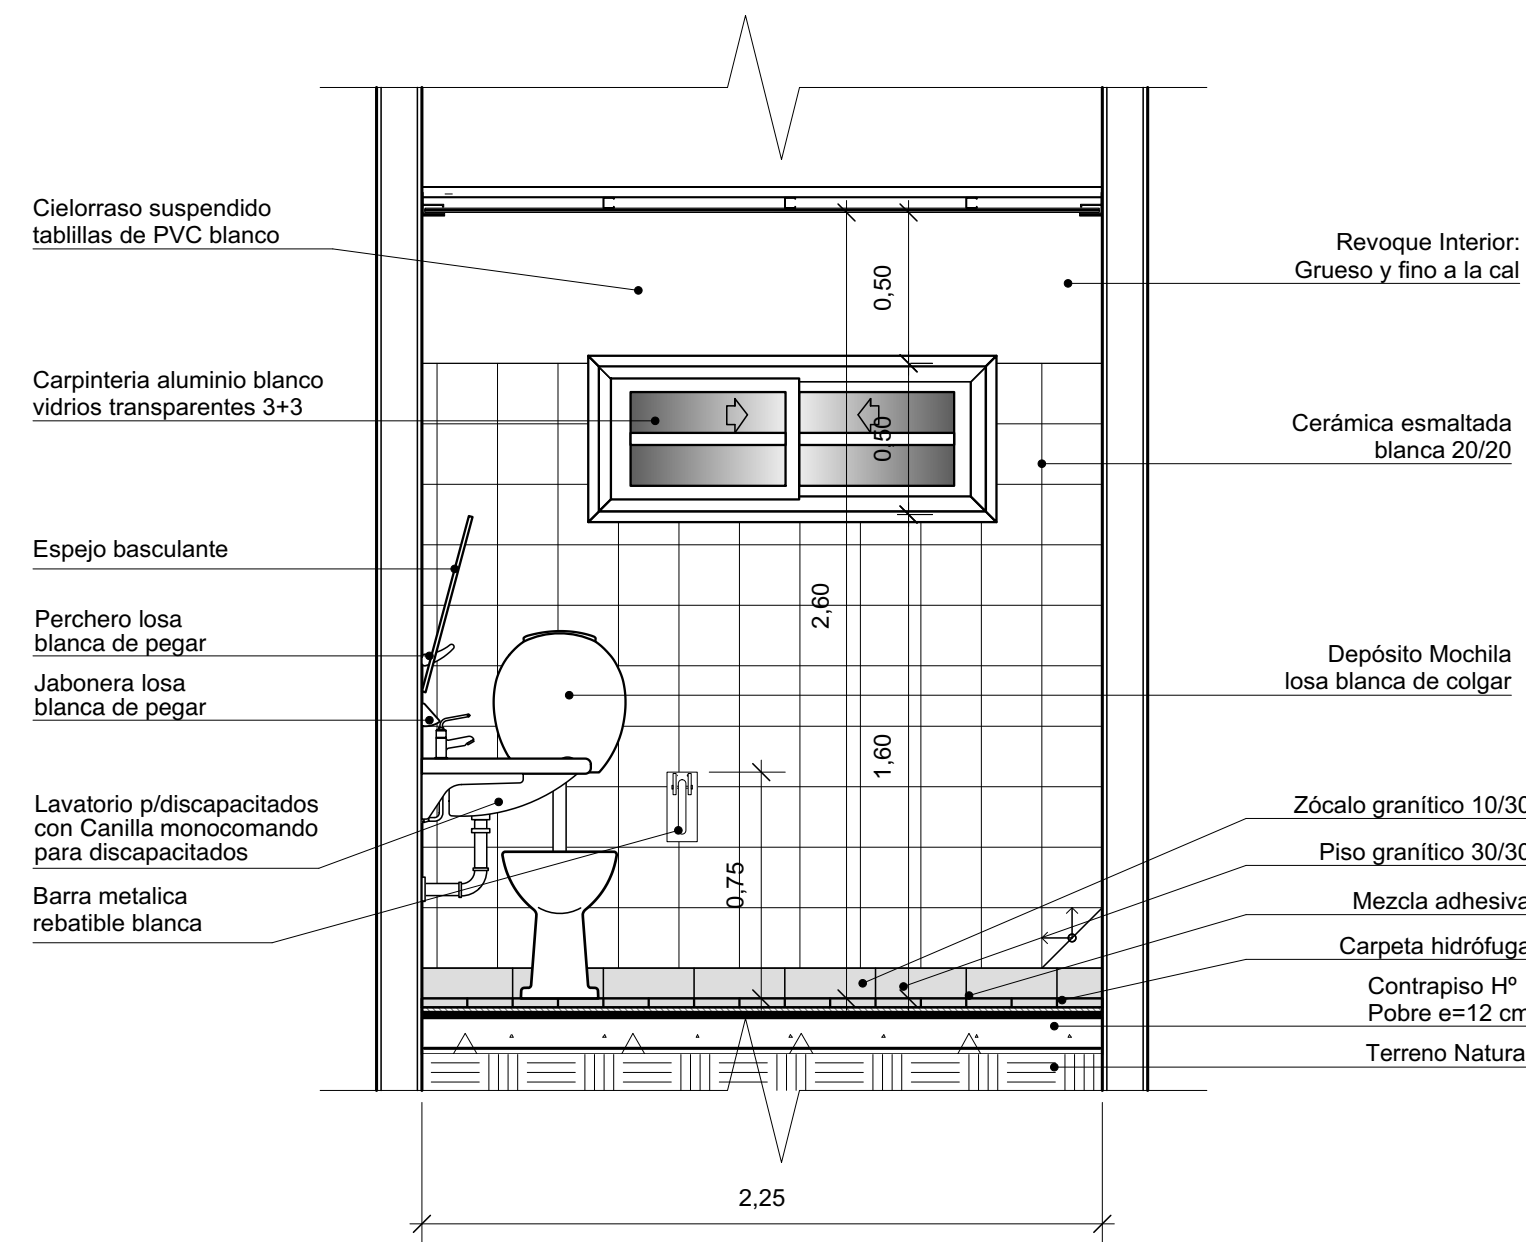 Cielorraso suspendido
tablillas de PVC blanco
Carpinteria aluminio blanco
vidrios transparentes 3+3
Espejo basculante
Perchero losa
blanca de pegar
Jabonera losa
blanca de pegar
Lavatorio p/discapacitados
con Canilla monocomando
para discapacitados
Barra metalica
rebatible blanca
0,50
0,50
2,60
1,60
0,75
2,25
Revoque Interior:
Grueso y fino a la cal
Cerámica esmaltada
blanca 20/20
Depósito Mochila
losa blanca de colgar
Zócalo granítico 10/30
Piso granítico 30/30
Mezcla adhesiva
Carpeta hidrófuga
Contrapiso Hº
Pobre e=12 cm
Terreno Natura